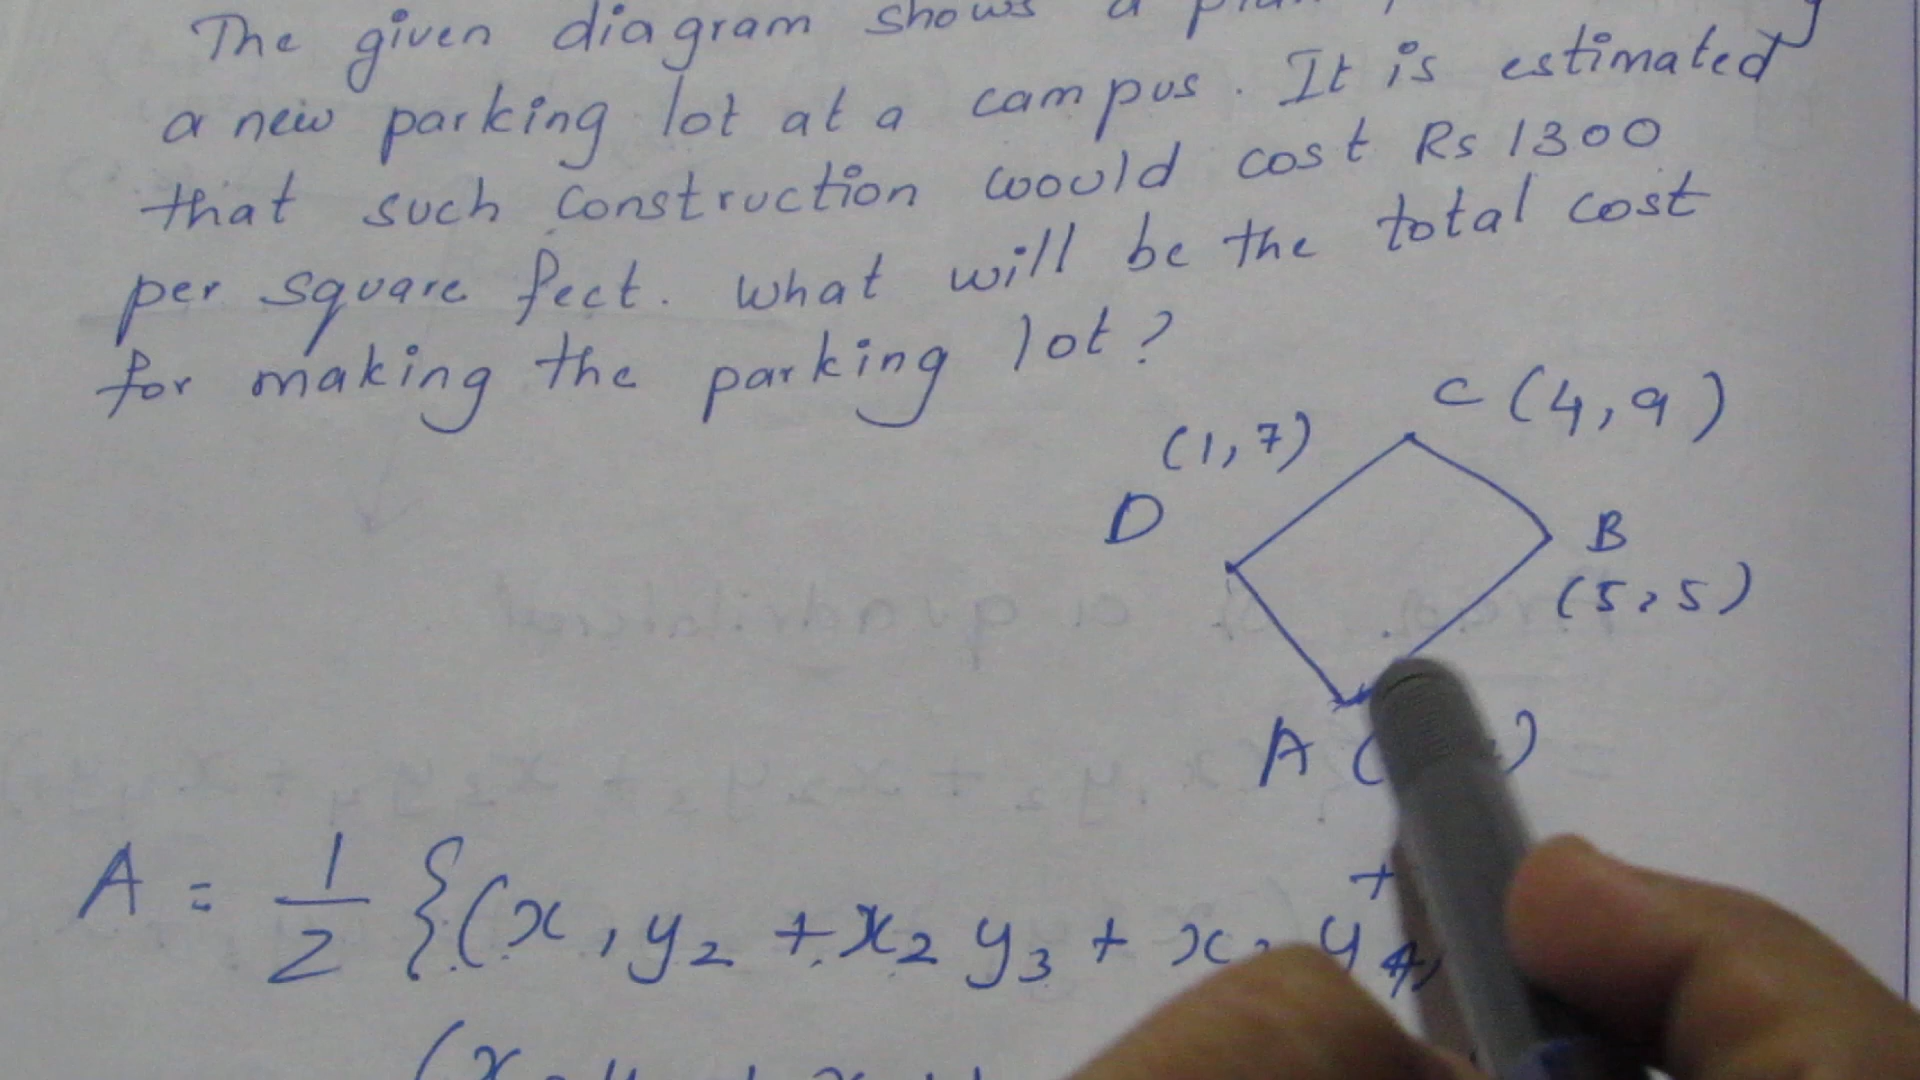 The given diagram shows a
a new parking lot at a campus. It is estimated
that such construction would cost Rs 1300
per square feet. what will be the total cost
for making the parking lot?
C (4,9)
(1,7)
D
B
(5,5)
A ( )
A = 1/2 {(x1y2 + x2y3 + x3y4 +